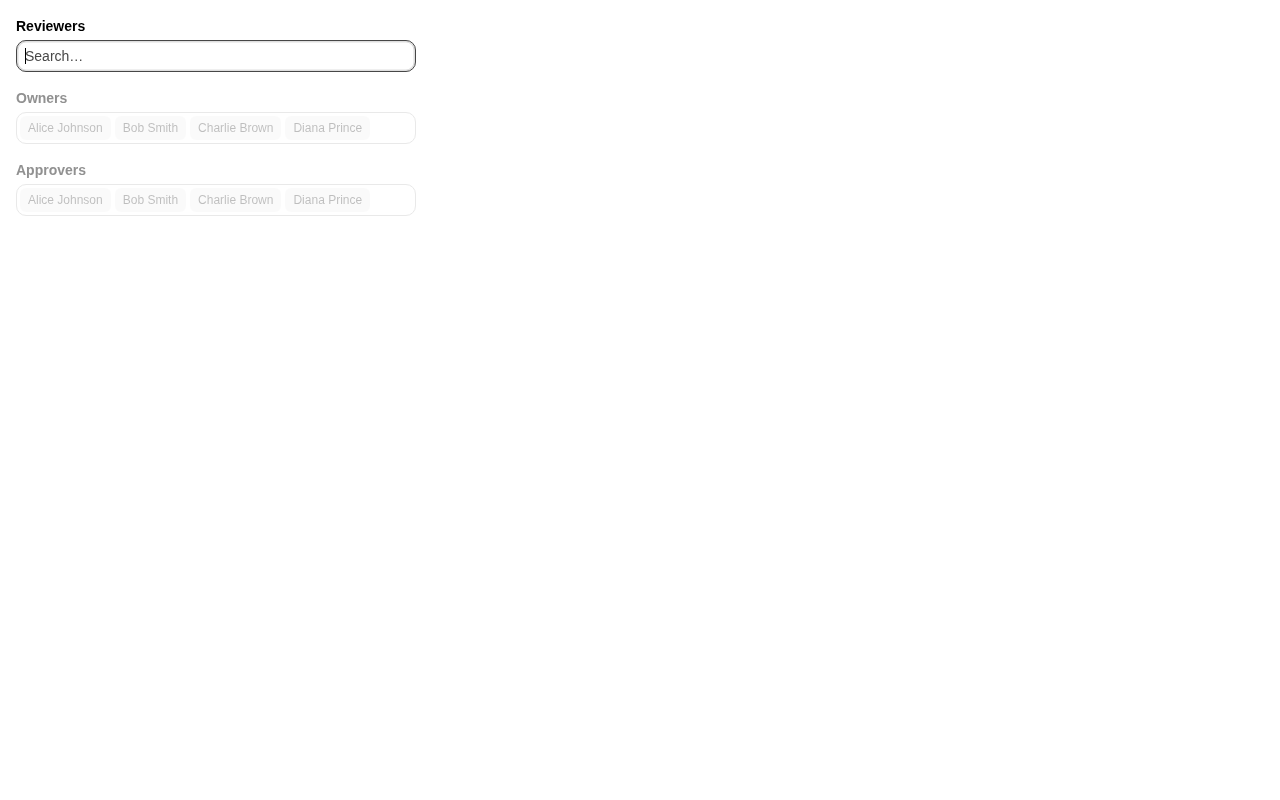 Reviewers
Search…
Owners
Alice Johnson Bob Smith Charlie Brown Diana Prince
Approvers
Alice Johnson Bob Smith Charlie Brown Diana Prince